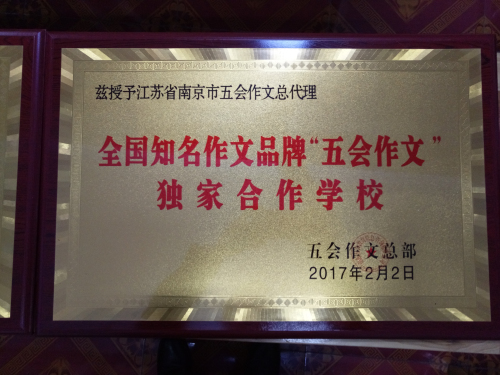 兹授予江苏省南京市五会作文总代理
全国知名作文品牌“五会作文”
独家合作学校
五会作文总部
2017年2月2日